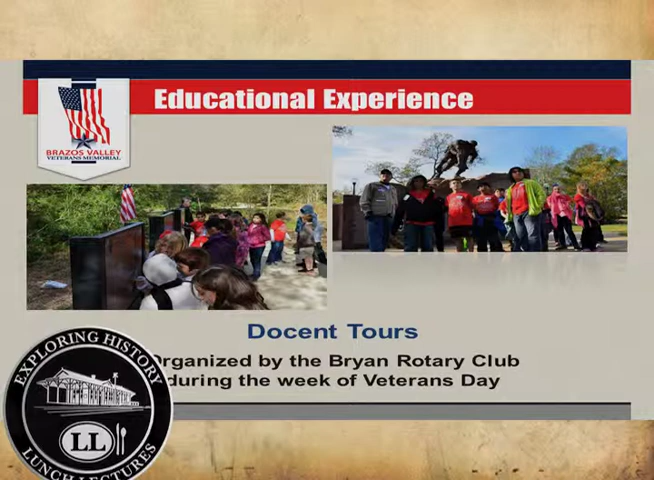 Educational Experience
BRAZOS VALLEY
VETERANS MEMORIAL
Docent Tours
Organized by the Bryan Rotary Club
during the week of Veterans Day
EXPLORING HISTORY
LL
LUNCH LECTURES